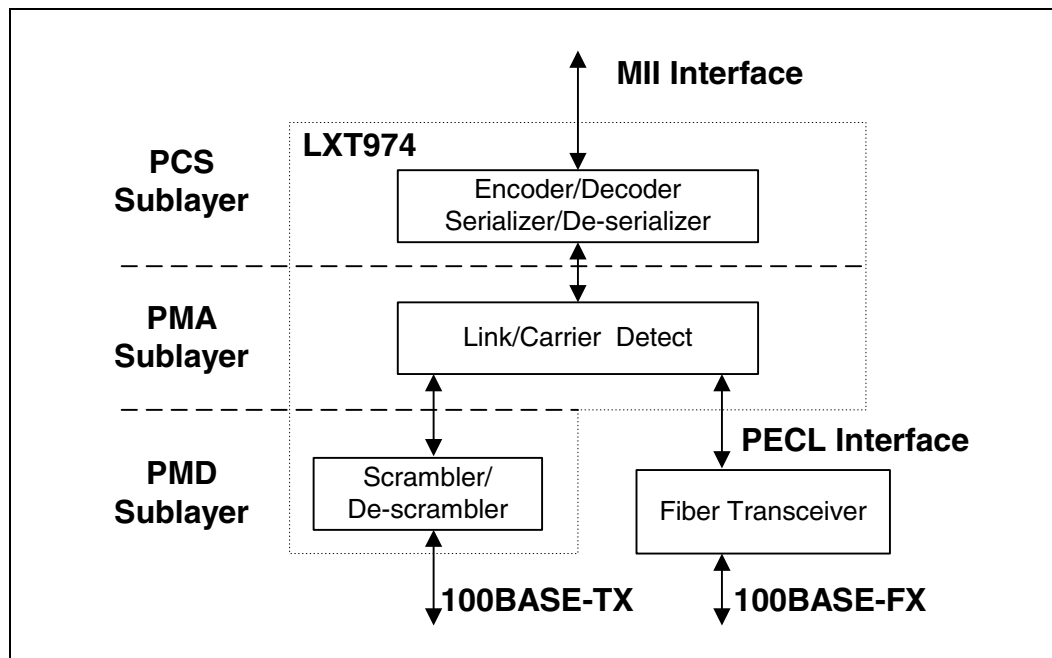 MII Interface
LXT974
PCS
Sublayer
Encoder/Decoder
Serializer/De-serializer
PMA
Sublayer
Link/Carrier Detect
PECL Interface
PMD
Sublayer
Scrambler/
De-scrambler
Fiber Transceiver
100BASE-TX
100BASE-FX